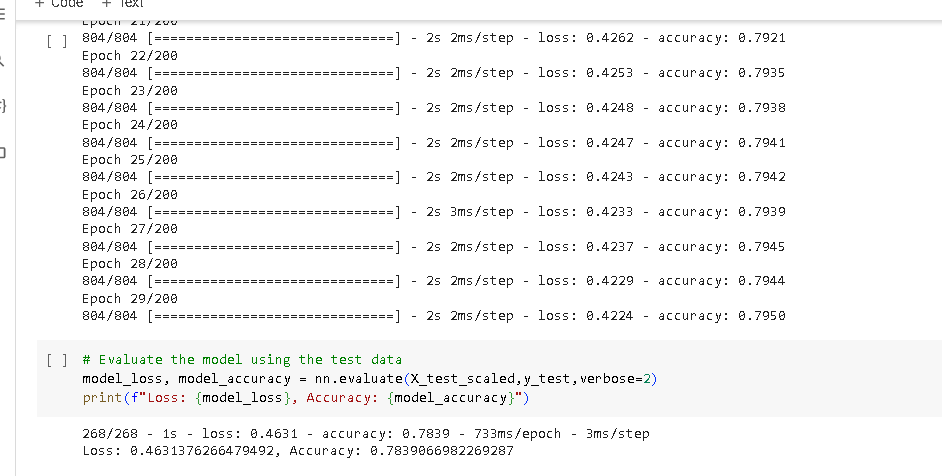 + Code + Text
Epoch 21/200
[ ] 804/804 [==============================] - 2s 2ms/step - loss: 0.4262 - accuracy: 0.7921
Epoch 22/200
804/804 [==============================] - 2s 2ms/step - loss: 0.4253 - accuracy: 0.7935
Epoch 23/200
804/804 [==============================] - 2s 2ms/step - loss: 0.4248 - accuracy: 0.7938
Epoch 24/200
804/804 [==============================] - 2s 2ms/step - loss: 0.4247 - accuracy: 0.7941
Epoch 25/200
804/804 [==============================] - 2s 2ms/step - loss: 0.4243 - accuracy: 0.7942
Epoch 26/200
804/804 [==============================] - 2s 3ms/step - loss: 0.4233 - accuracy: 0.7939
Epoch 27/200
804/804 [==============================] - 2s 2ms/step - loss: 0.4237 - accuracy: 0.7945
Epoch 28/200
804/804 [==============================] - 2s 2ms/step - loss: 0.4229 - accuracy: 0.7944
Epoch 29/200
804/804 [==============================] - 2s 2ms/step - loss: 0.4224 - accuracy: 0.7950
[ ] # Evaluate the model using the test data
model_loss, model_accuracy = nn.evaluate(X_test_scaled,y_test,verbose=2)
print(f"Loss: {model_loss}, Accuracy: {model_accuracy}")
268/268 - 1s - loss: 0.4631 - accuracy: 0.7839 - 733ms/epoch - 3ms/step
Loss: 0.4631376266479492, Accuracy: 0.7839066982269287